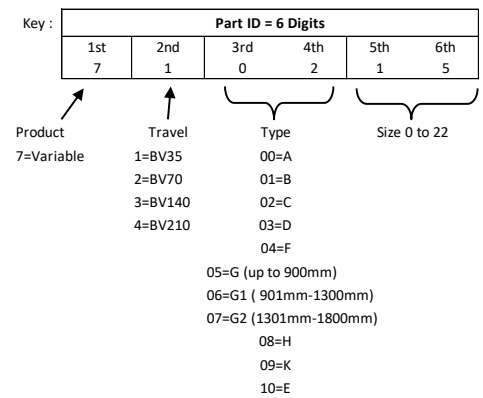 Key : Part ID = 6 Digits
1st 2nd 3rd 4th 5th 6th
7 1 0 2 1 5
Product Travel Type Size 0 to 22
7=Variable 1=BV35 00=A
2=BV70 01=B
3=BV140 02=C
4=BV210 03=D
04=F
05=G (up to 900mm)
06=G1 ( 901mm-1300mm)
07=G2 (1301mm-1800mm)
08=H
09=K
10=E